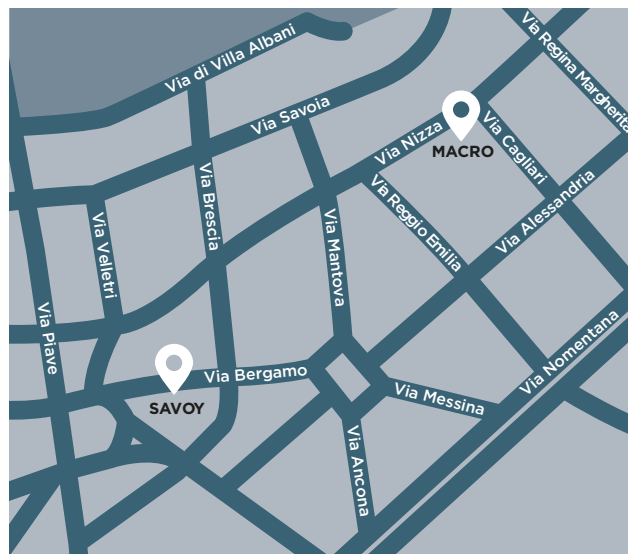 Via di Villa Albani
Via Regina Margherita
Via Savoia
Via Nizza
MACRO
Via Cagliari
Via Brescia
Via Reggio Emilia
Via Alessandria
Via Velletri
Via Mantova
Via Piave
Via Nomentana
Via Bergamo
SAVOY
Via Messina
Via Ancona